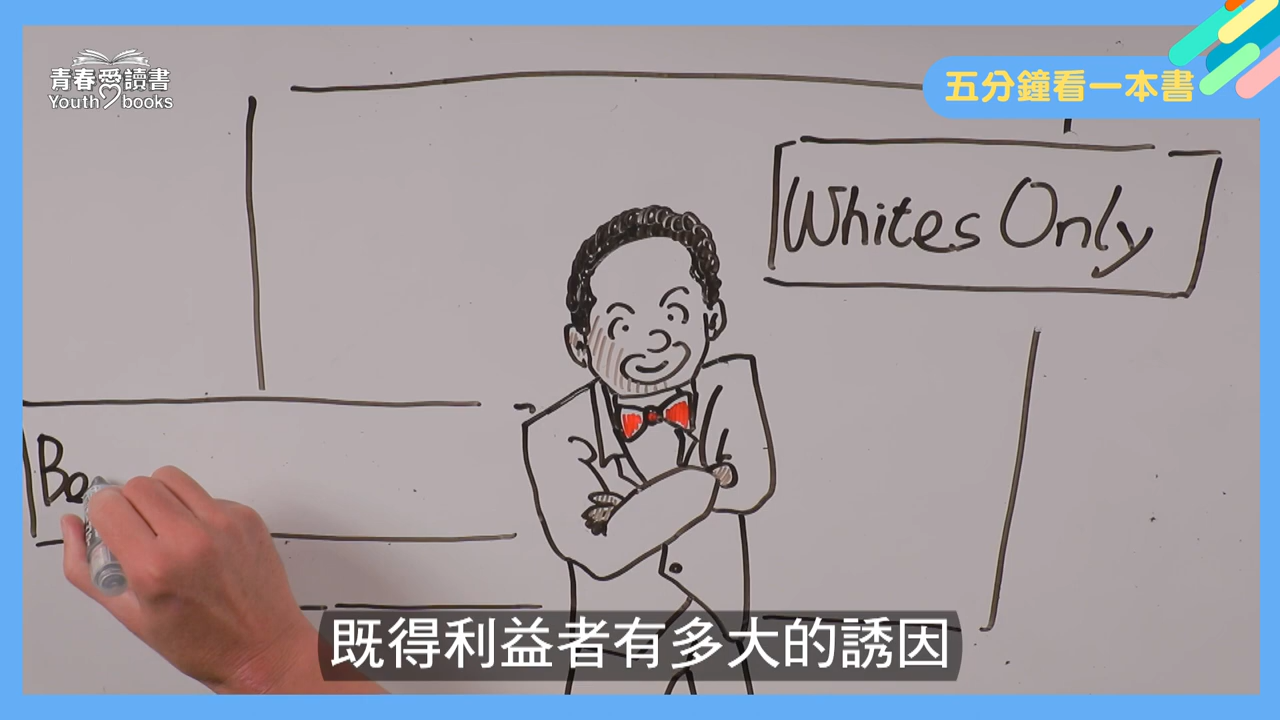 青春愛讀書
Youth books
五分鐘看一本書
Whites Only
Be
既得利益者有多大的誘因